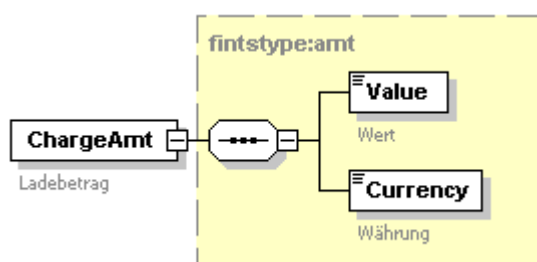 fintstype:amt
Value
Wert
ChargeAmt
Ladebetrag
Currency
Währung